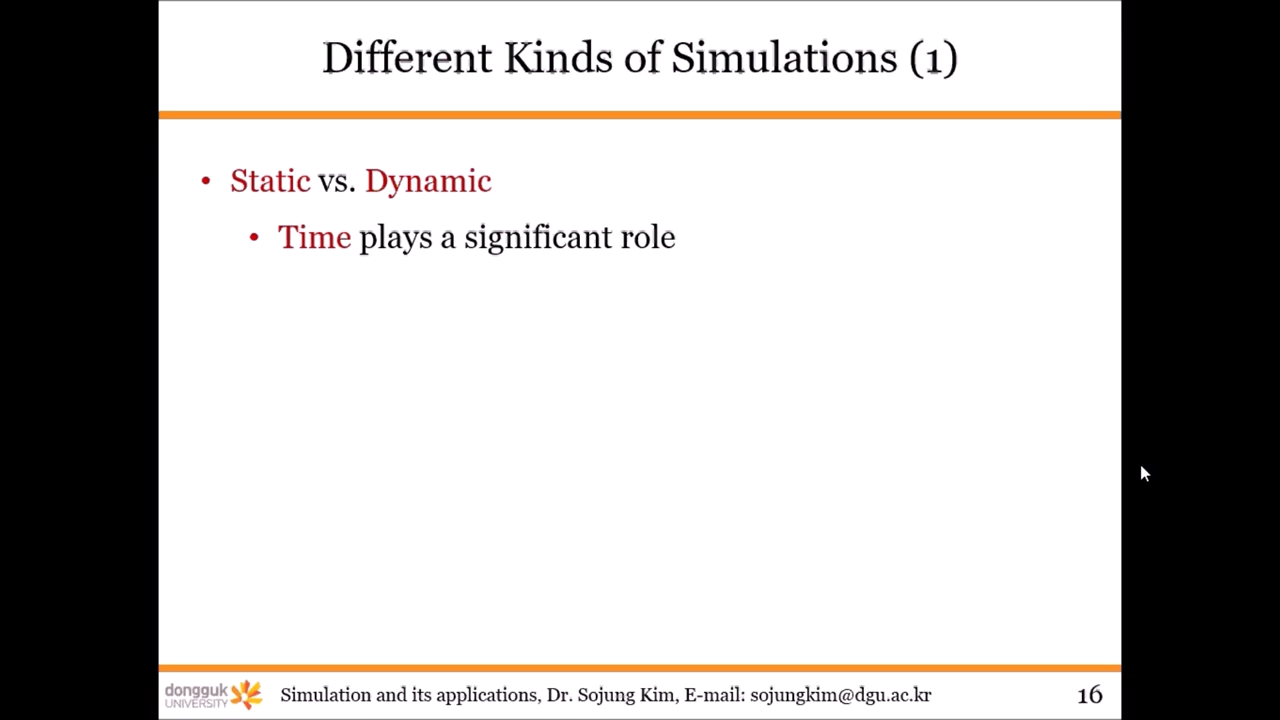 Different Kinds of Simulations (1)
• Static vs. Dynamic
• Time plays a significant role
dongguk
UNIVERSITY
Simulation and its applications, Dr. Sojung Kim, E-mail: sojungkim@dgu.ac.kr
16